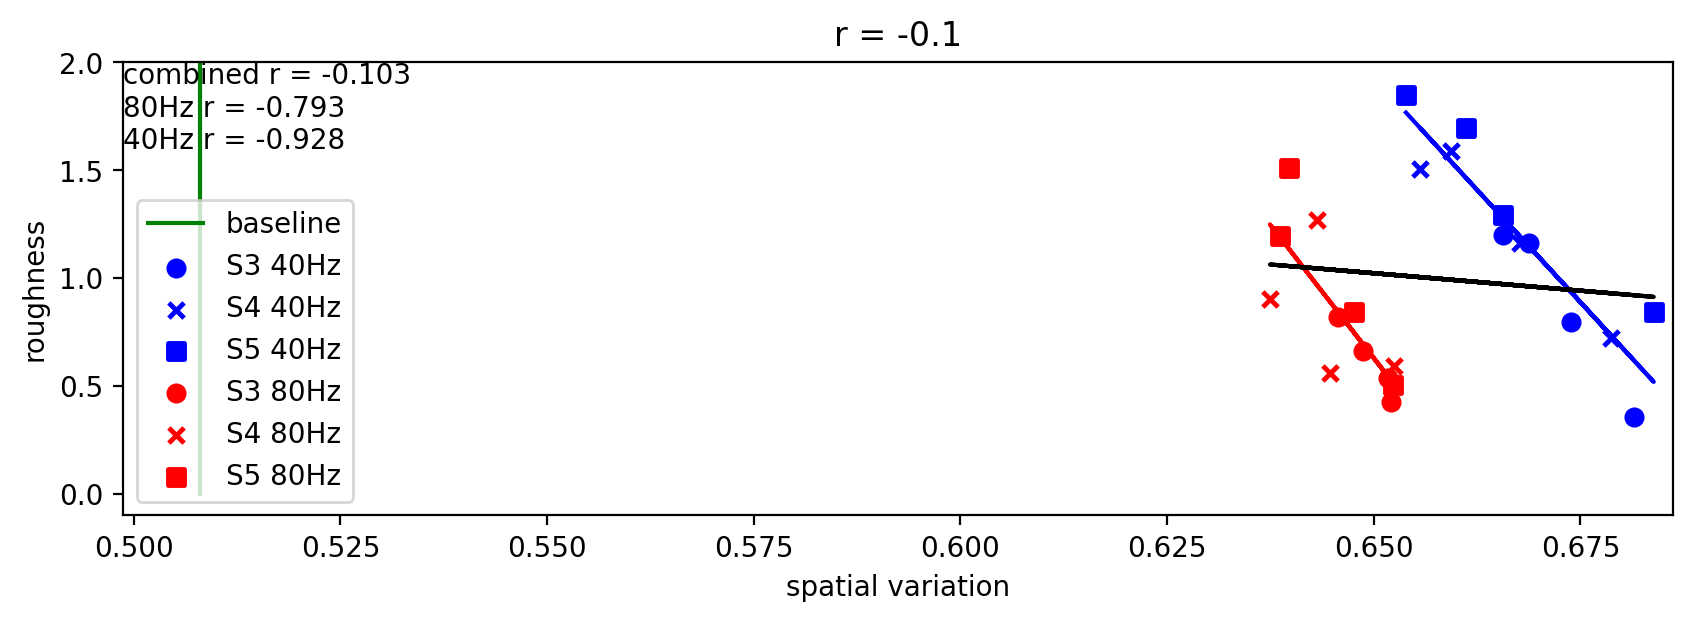 r = -0.1
combined r = -0.103
80Hz r = -0.793
40Hz r = -0.928
baseline
S3 40Hz
S4 40Hz
S5 40Hz
S3 80Hz
S4 80Hz
S5 80Hz
roughness
2.0
1.5
1.0
0.5
0.0
0.500 0.525 0.550 0.575 0.600 0.625 0.650 0.675
spatial variation